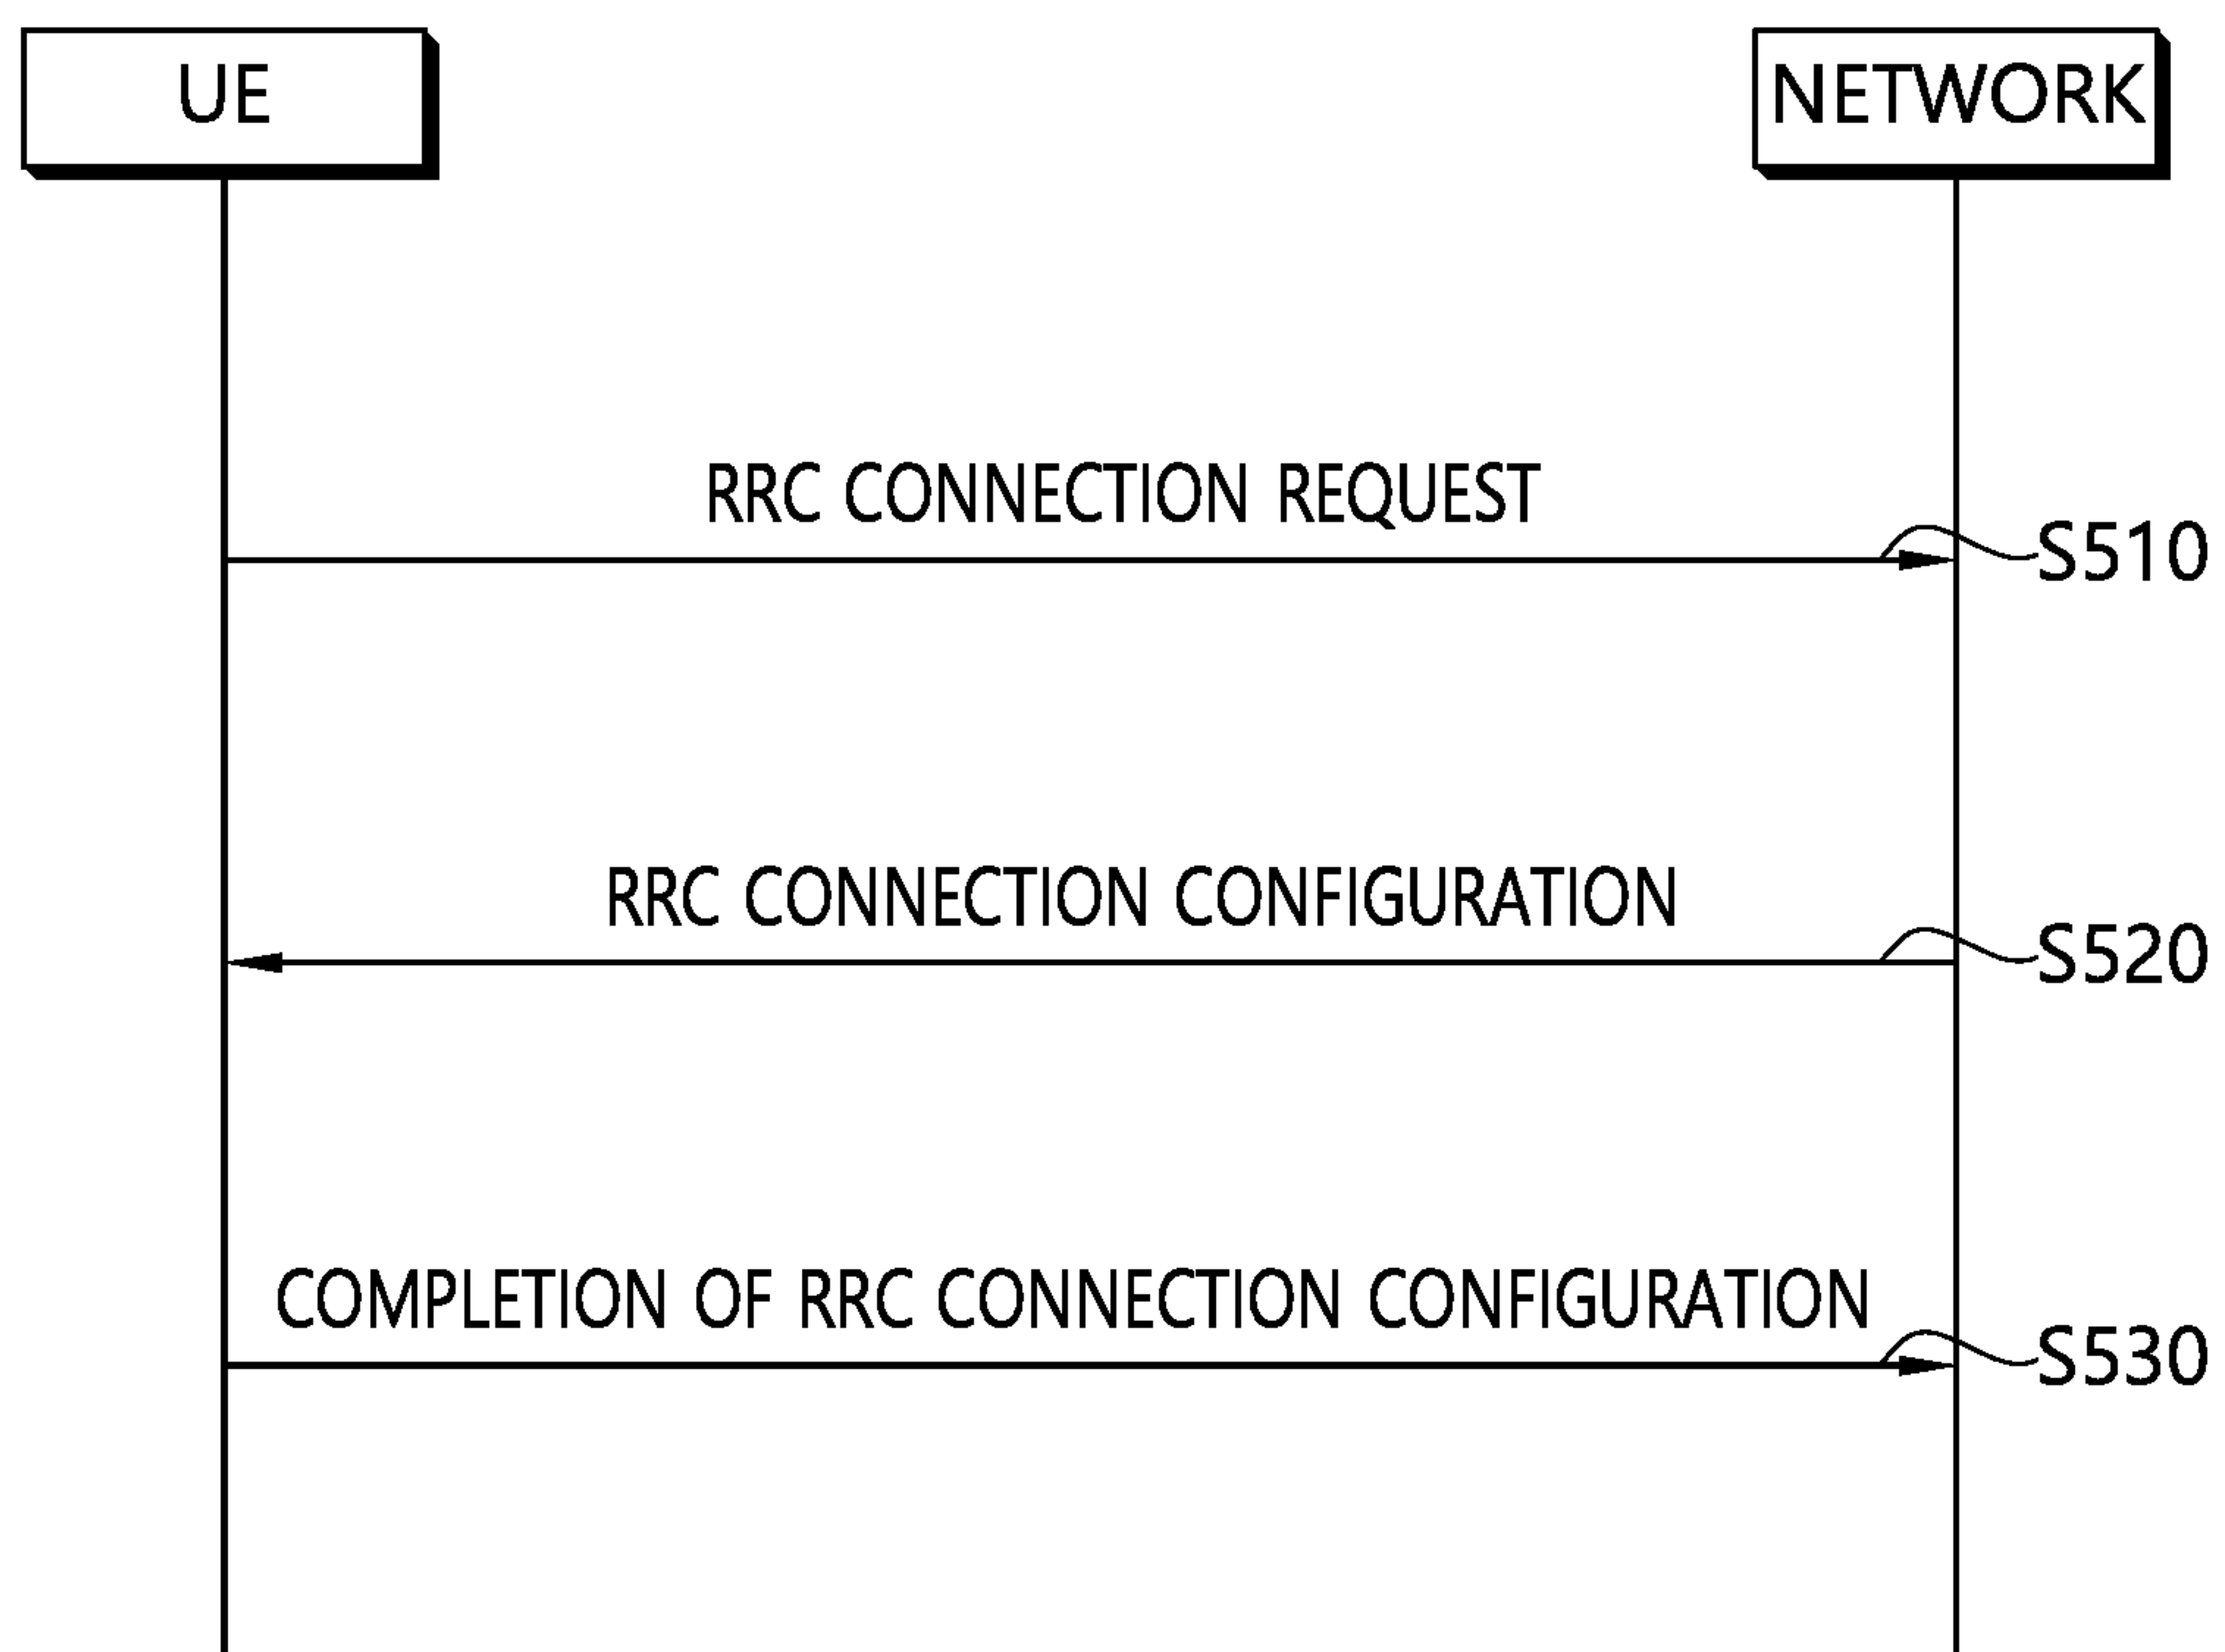 UE
NETWORK
RRC CONNECTION REQUEST
S510
RRC CONNECTION CONFIGURATION
S520
COMPLETION OF RRC CONNECTION CONFIGURATION
S530